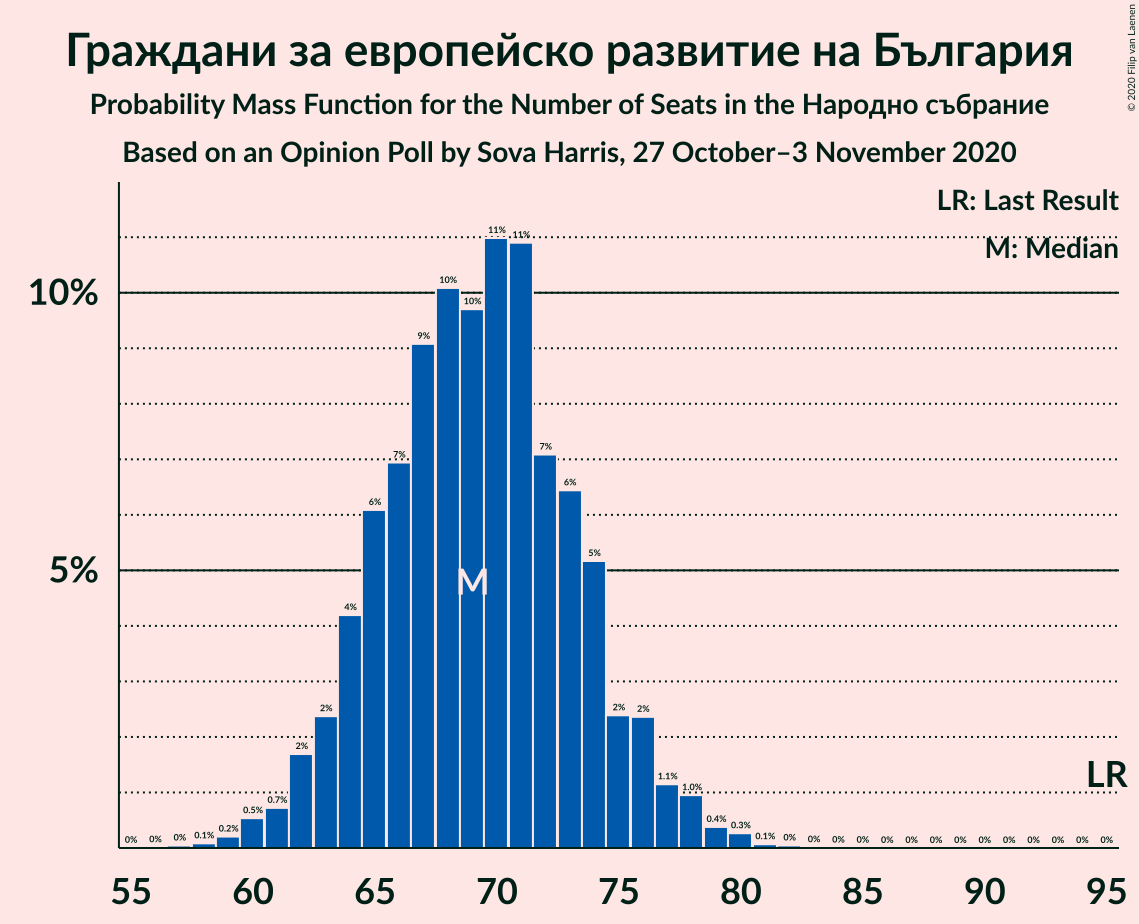 Граждани за европейско развитие на България
Probability Mass Function for the Number of Seats in the Народно събрание
Based on an Opinion Poll by Sova Harris, 27 October–3 November 2020
© 2020 Filip van Laenen
LR: Last Result
M: Median
10%
5%
0% 0% 0% 0.1% 0.2% 0.5% 0.7% 2% 2% 4% 6% 7% 9% 10% 10% 11% 11% 7% 6% 5% 2% 2% 1.1% 1.0% 0.4% 0.3% 0.1% 0% 0% 0% 0% 0% 0% 0% 0% 0% 0% 0% 0% 0% 0%
M
LR
55 60 65 70 75 80 85 90 95